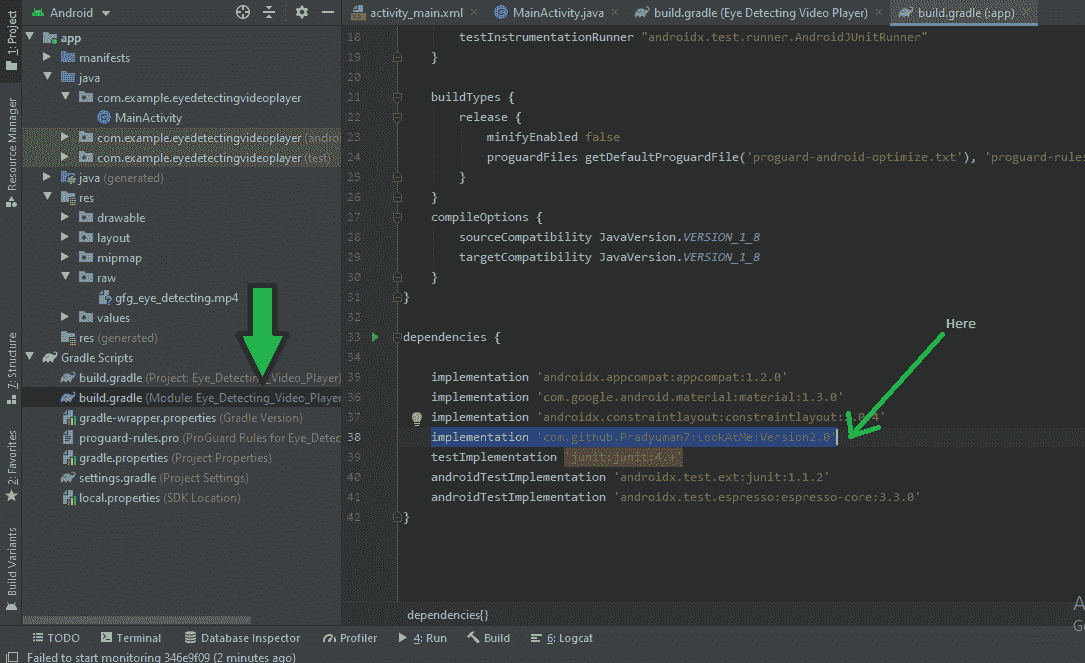 Android
activity_main.xml
MainActivity.java
build.gradle (Eye Detecting Video Player)
build.gradle (:app)
1: Project
Resource Manager
Z: Structure
2: Favorites
Build Variants
app
manifests
java
com.example.eyedetectingvideoplayer
MainActivity
com.example.eyedetectingvideoplayer (andro
com.example.eyedetectingvideoplayer (test)
java (generated)
res
drawable
layout
mipmap
raw
gfg_eye_detecting.mp4
values
res (generated)
Gradle Scripts
build.gradle (Project: Eye_Detecting_Video_Player)
build.gradle (Module: Eye_Detecting_Video_Player
gradle-wrapper.properties (Gradle Version)
proguard-rules.pro (ProGuard Rules for Eye_Detec
gradle.properties (Project Properties)
settings.gradle (Project Settings)
local.properties (SDK Location)
18 testInstrumentationRunner "androidx.test.runner.AndroidJUnitRunner"
19 }
20
21 buildTypes {
22 release {
23 minifyEnabled false
24 proguardFiles getDefaultProguardFile('proguard-android-optimize.txt'), 'proguard-rules
25 }
26 }
27 compileOptions {
28 sourceCompatibility JavaVersion.VERSION_1_8
29 targetCompatibility JavaVersion.VERSION_1_8
30 }
31 }
32
33 dependencies {
34
35 implementation 'androidx.appcompat:appcompat:1.2.0'
36 implementation 'com.google.android.material:material:1.3.0'
37 implementation 'androidx.constraintlayout:constraintlayout: 4'
38 implementation 'com.github.Pradyuman7:LookAtMe:Version2.0'
39 testImplementation 'junit:junit:4.+'
40 androidTestImplementation 'androidx.test.ext:junit:1.1.2'
41 androidTestImplementation 'androidx.test.espresso:espresso-core:3.3.0'
42 }
Here
dependencies{}
TODO
Terminal
Database Inspector
Profiler
4: Run
Build
6: Logcat
Failed to start monitoring 346e9f09 (2 minutes ago)
A